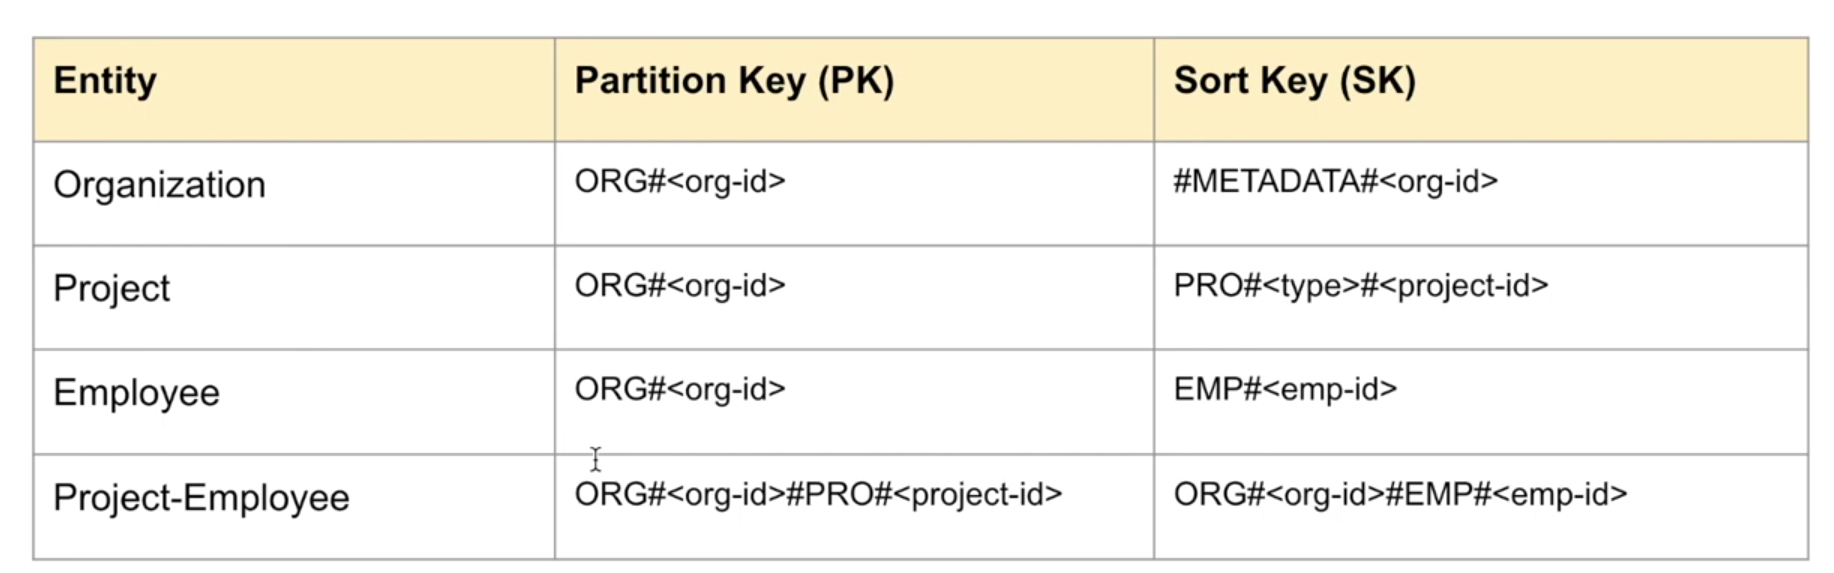 Entity Partition Key (PK) Sort Key (SK)
Organization ORG#<org-id> #METADATA#<org-id>
Project ORG#<org-id> PRO#<type>#<project-id>
Employee ORG#<org-id> EMP#<emp-id>
Project-Employee ORG#<org-id>#PRO#<project-id> ORG#<org-id>#EMP#<emp-id>